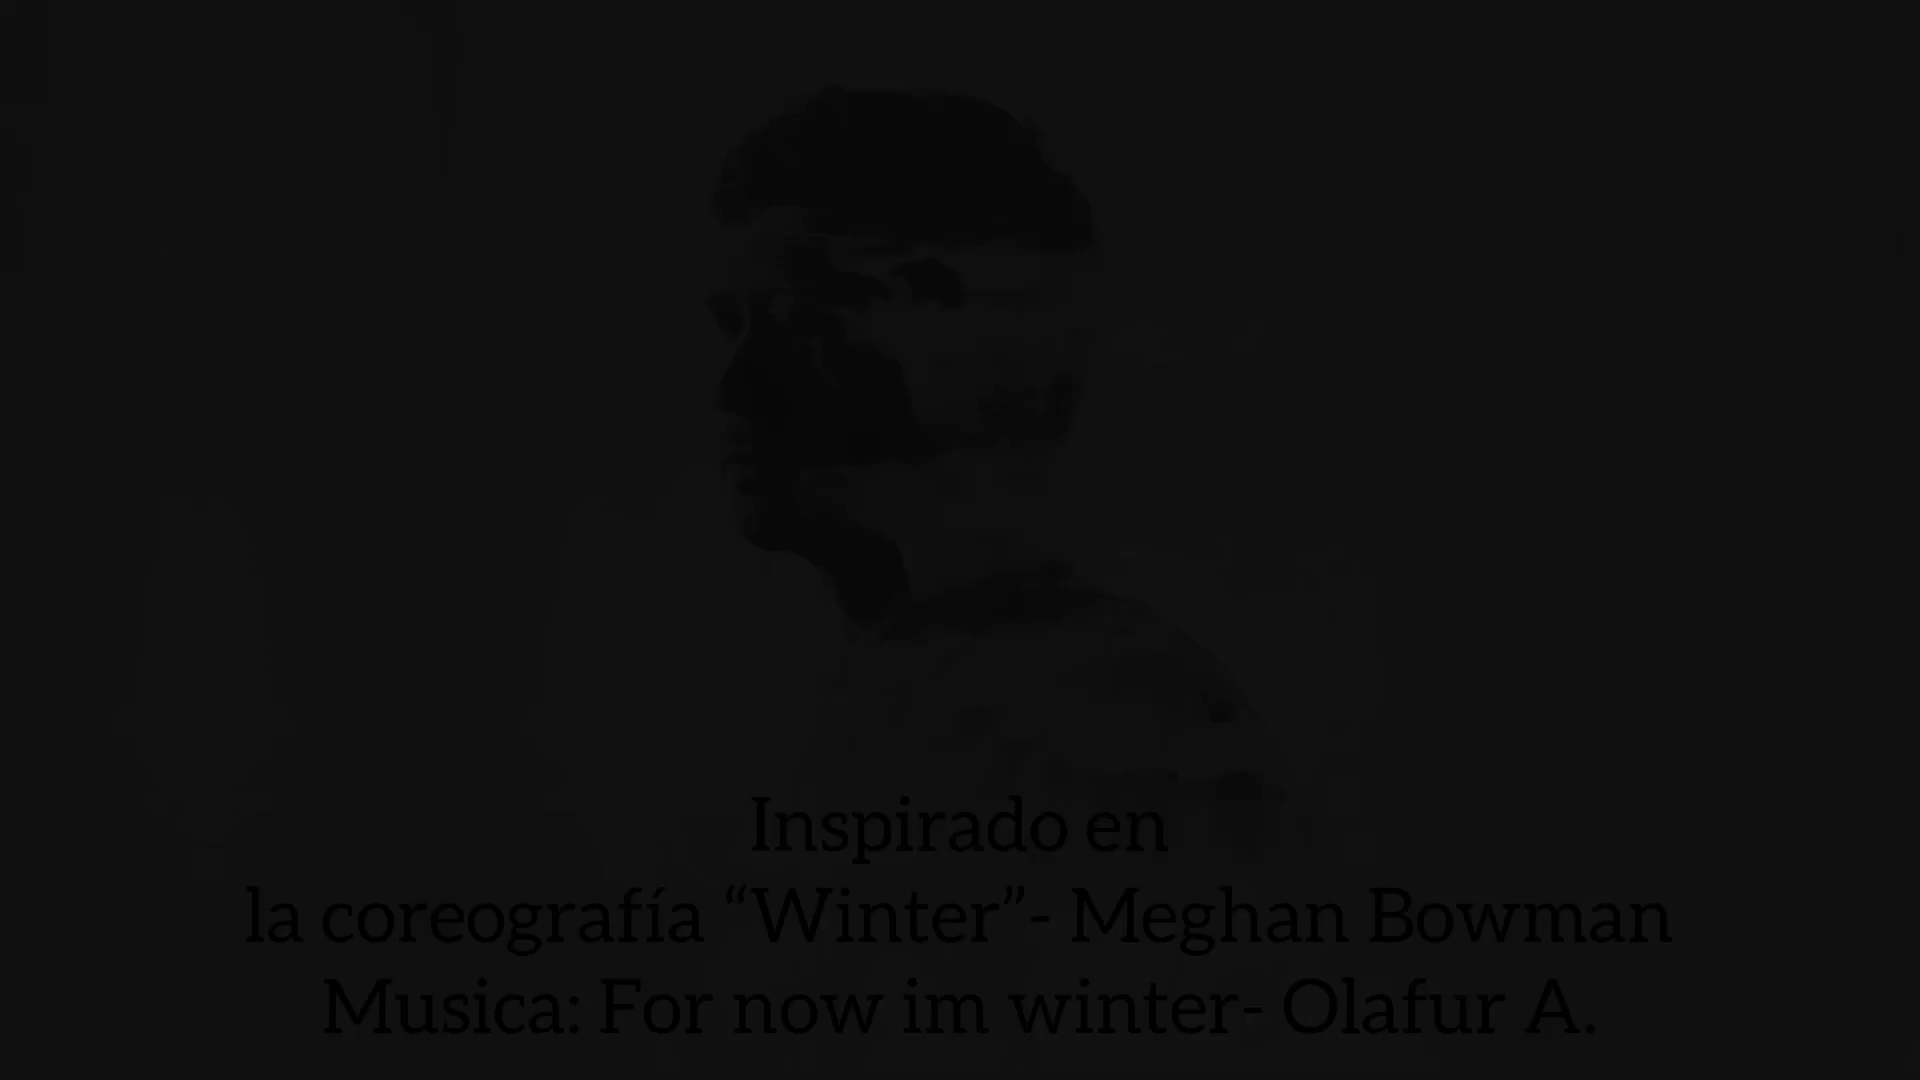 Inspirado en
la coreografía “Winter”- Meghan Bowman
Musica: For now im winter- Olafur A.